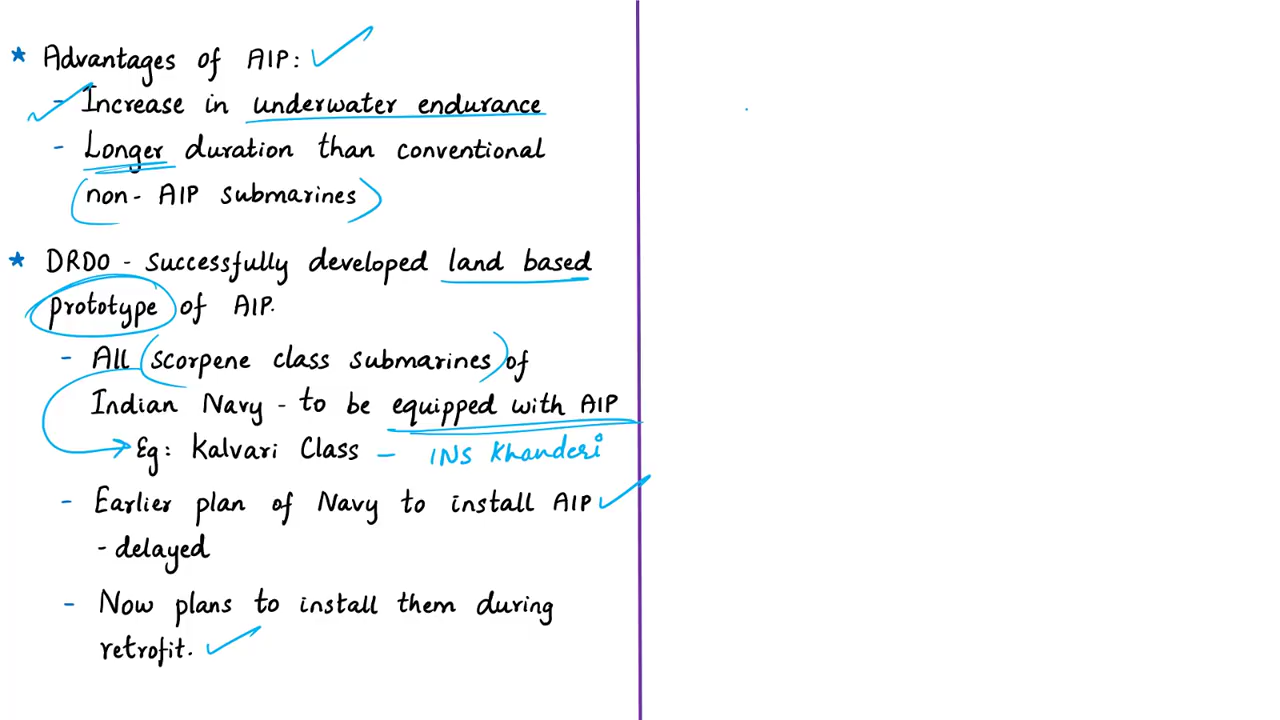 * Advantages of AIP:
- Increase in underwater endurance
- Longer duration than conventional
non- AIP submarines
* DRDO - Successfully developed land based
prototype of AIP.
- All scorpene class submarines of
Indian Navy - to be equipped with AIP
Eg: Kalvari Class - INS Khanderi
- Earlier plan of Navy to install AIP
- delayed
- Now plans to install them during
retrofit.